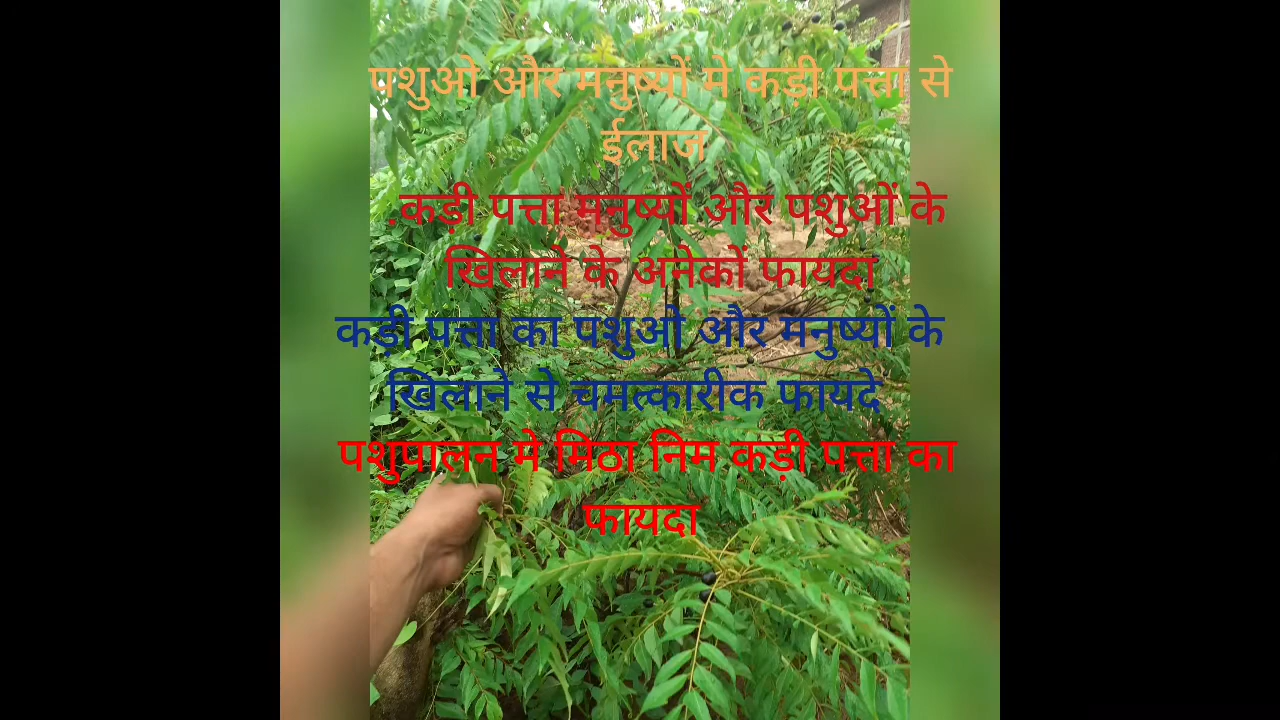 पशुओ और मनुष्यों मे कड़ी पत्ता से
ईलाज
.कड़ी पत्ता मनुष्यों और पशुओं के
खिलाने के अनेकों फायदा
कड़ी पत्ता का पशुओ और मनुष्यों के
खिलाने से चमत्कारीक फायदे
पशुपालन मे मिठा निम कड़ी पत्ता का
फायदा